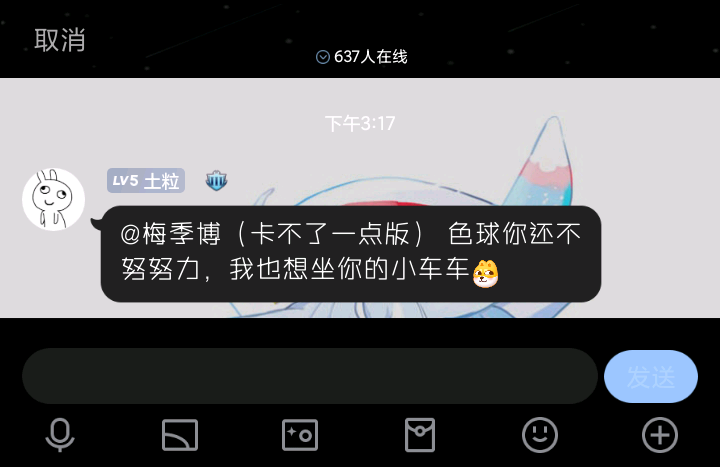 取消
637人在线
下午3:17
LV5 土粒
@梅季博（卡不了一点版） 色球你还不
努努力，我也想坐你的小车车
发送